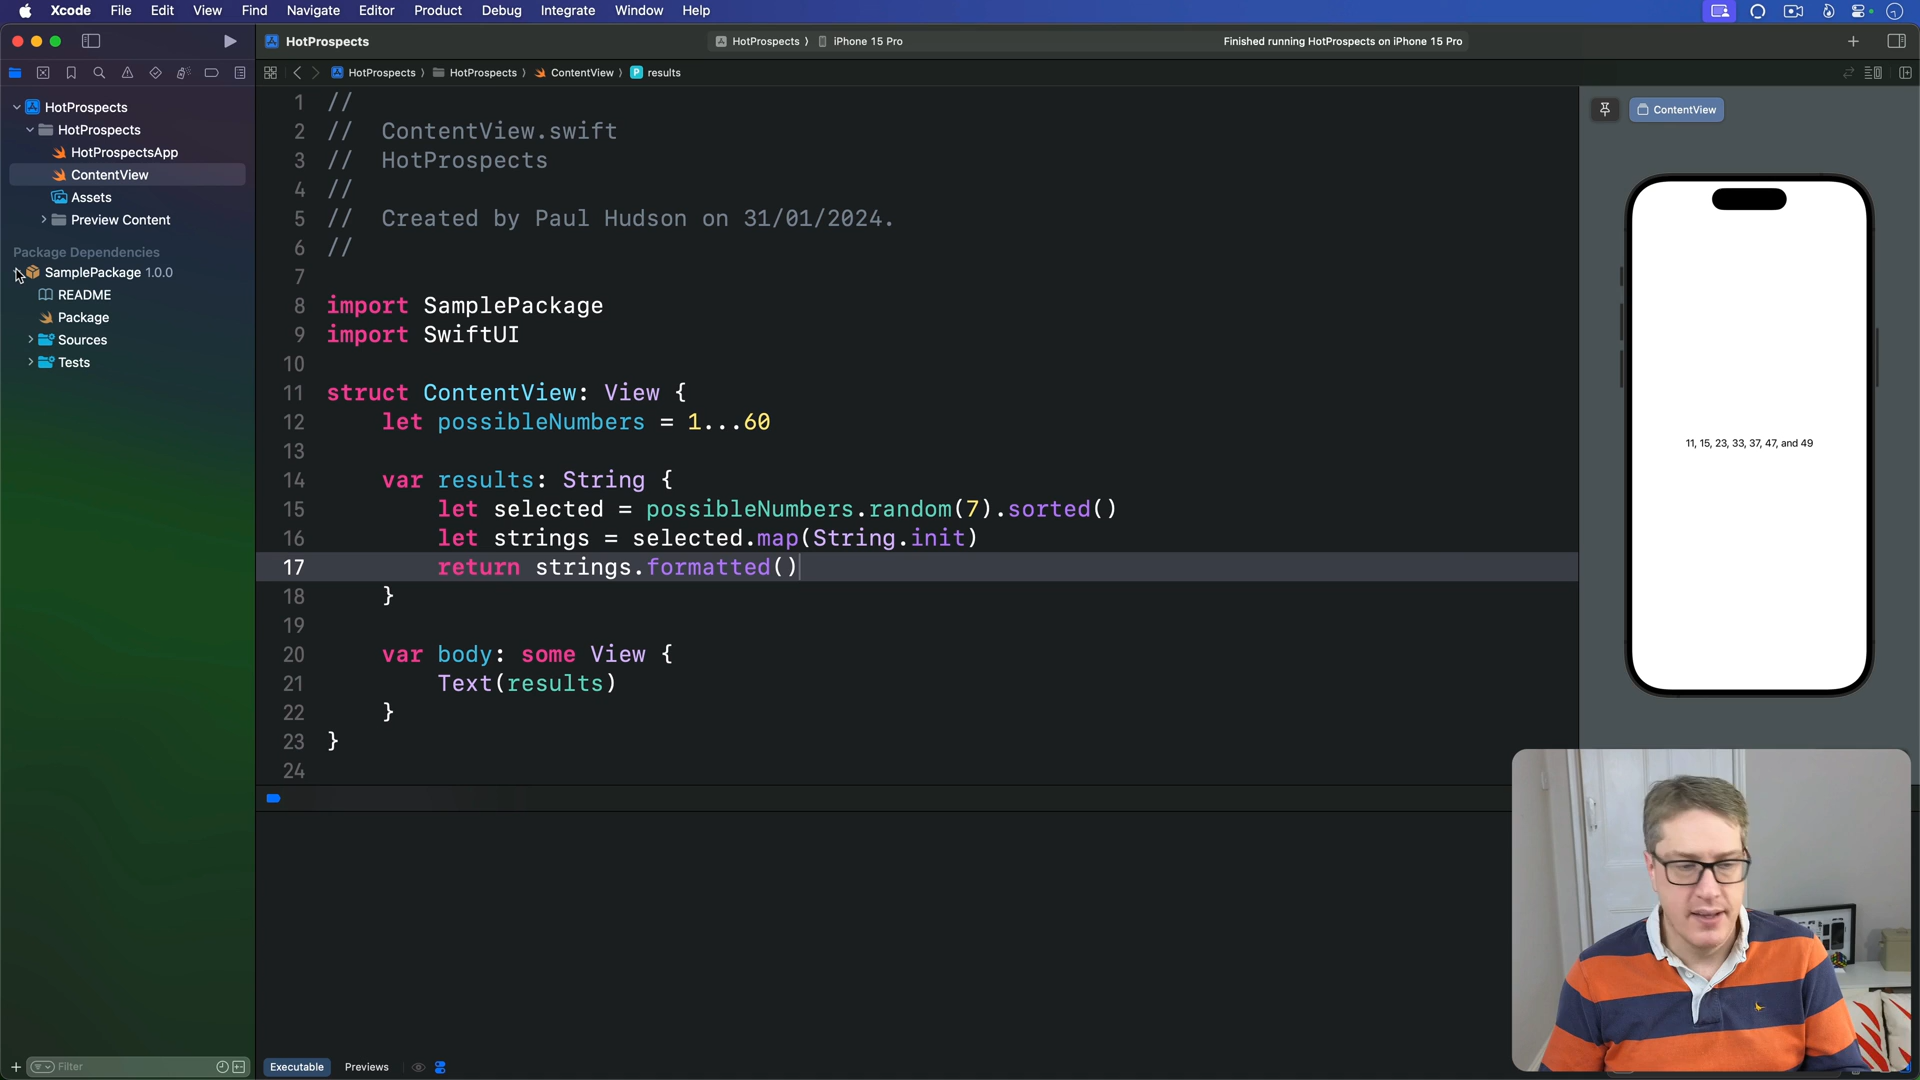 Xcode File Edit View Find Navigate Editor Product Debug Integrate Window Help
HotProspects
HotProspects 〉 iPhone 15 Pro
Finished running HotProspects on iPhone 15 Pro
HotProspects 〉 HotProspects 〉 ContentView 〉 P results
HotProspects
HotProspects
HotProspectsApp
ContentView
Assets
Preview Content
Package Dependencies
SamplePackage 1.0.0
README
Package
Sources
Tests
Filter
1 //
2 // ContentView.swift
3 // HotProspects
4 //
5 // Created by Paul Hudson on 31/01/2024.
6 //
7
8 import SamplePackage
9 import SwiftUI
10
11 struct ContentView: View {
12 let possibleNumbers = 1...60
13
14 var results: String {
15 let selected = possibleNumbers.random(7).sorted()
16 let strings = selected.map(String.init)
17 return strings.formatted()
18 }
19
20 var body: some View {
21 Text(results)
22 }
23 }
24
Executable Previews
ContentView
11, 15, 23, 33, 37, 47, and 49